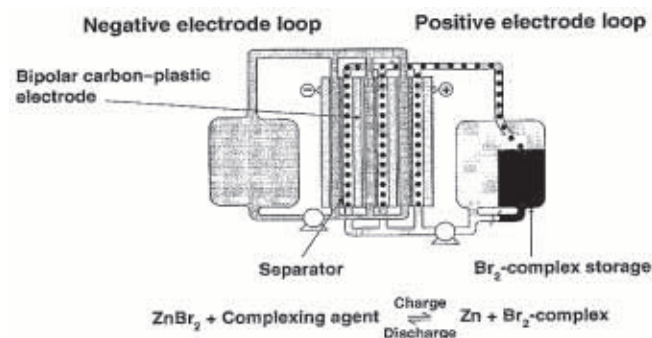 Negative electrode loop
Positive electrode loop
Bipolar carbon–plastic
electrode
−
+
Separator
Br₂-complex storage
ZnBr₂ + Complexing agent ⇌ Zn + Br₂-complex
Charge
Discharge